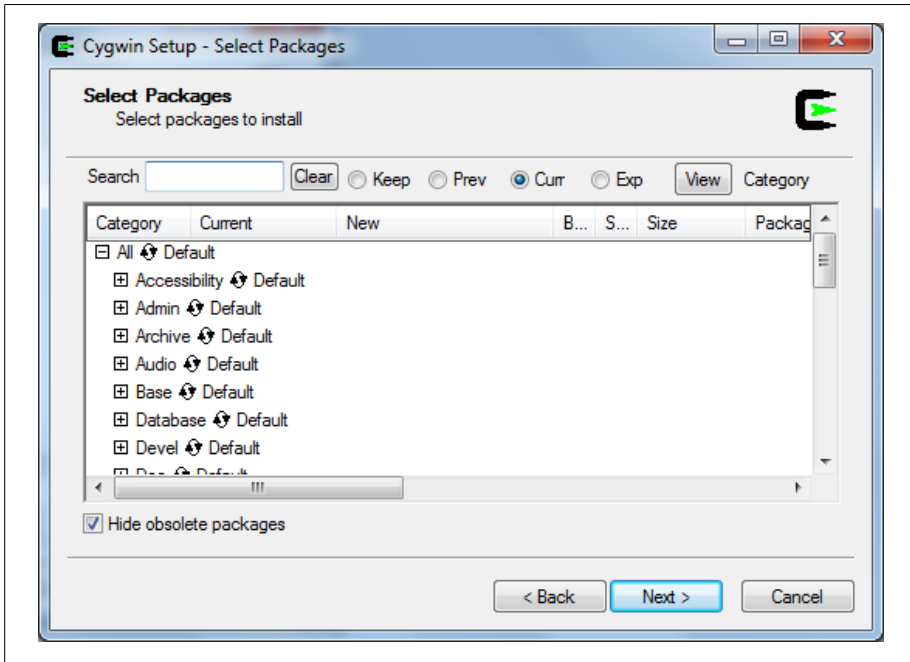 Cygwin Setup - Select Packages
Select Packages
Select packages to install
Search Clear Keep Prev Curr Exp View Category
Category Current New B... S... Size Packag
All Default
Accessibility Default
Admin Default
Archive Default
Audio Default
Base Default
Database Default
Devel Default
Hide obsolete packages
< Back Next > Cancel